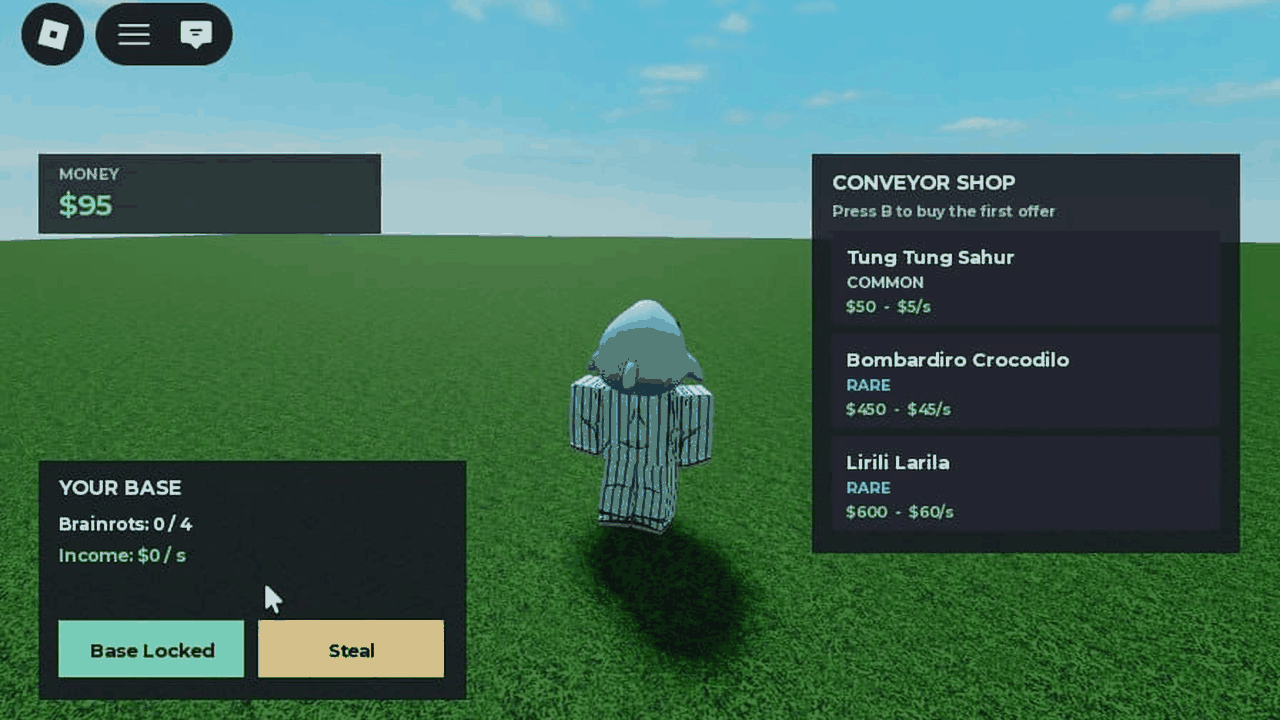 MONEY
$95
CONVEYOR SHOP
Press B to buy the first offer
Tung Tung Sahur
COMMON
$50 - $5/s
Bombardiro Crocodilo
RARE
$450 - $45/s
Lirili Larila
RARE
$600 - $60/s
YOUR BASE
Brainrots: 0 / 4
Income: $0 / s
Base Locked
Steal